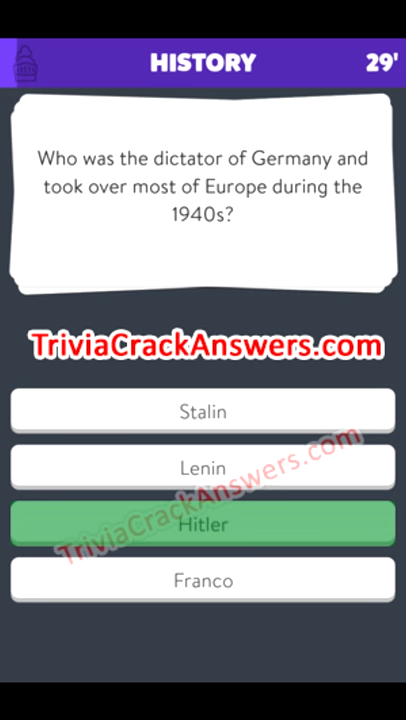 HISTORY 29'
Who was the dictator of Germany and
took over most of Europe during the
1940s?
TriviaCrackAnswers.com
Stalin
Lenin
TriviaCrackAnswers.com
Hitler
Franco